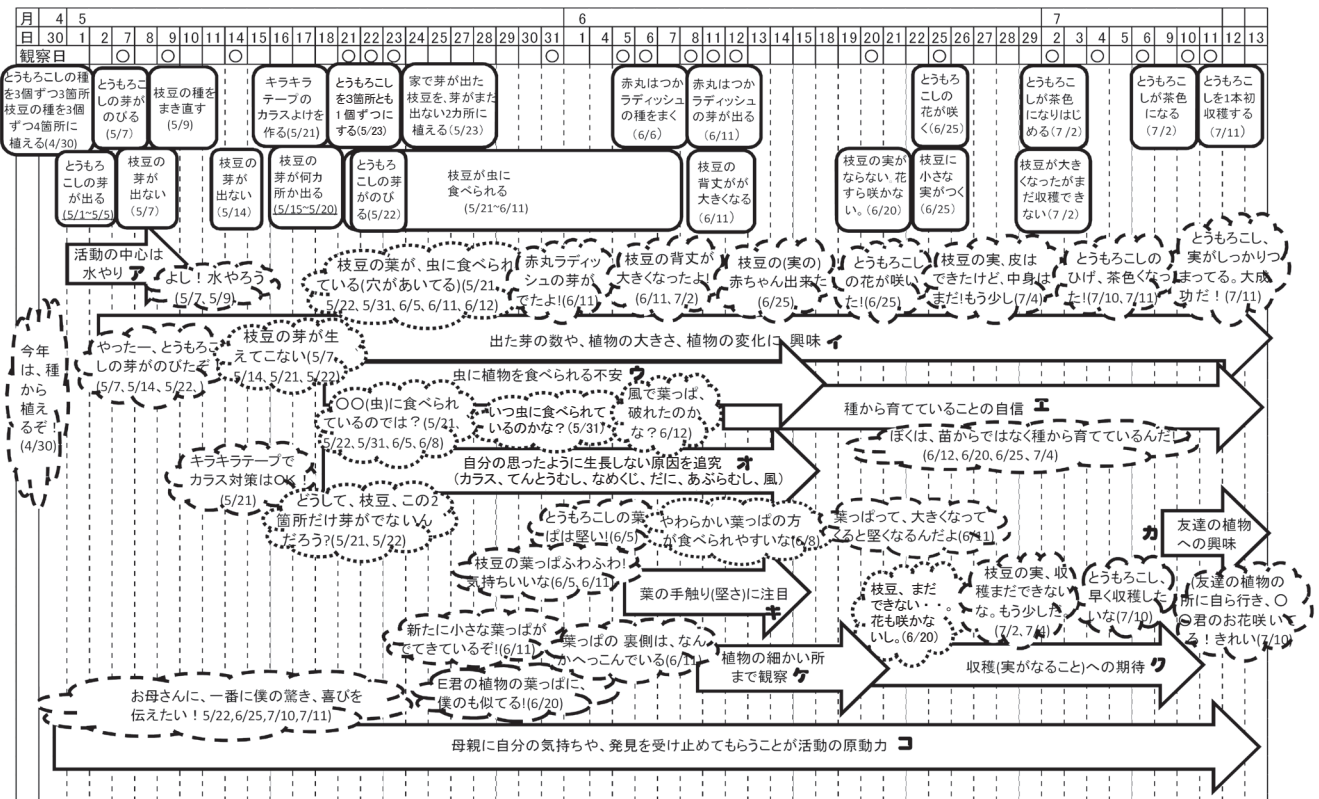 月 4 5 6 7
日 30 1 2 7 8 9 10 11 14 15 16 17 18 21 22 23 24 25 28 28 31 1 4 5 6 7 8 11 12 13 14 15 18 20 22 25 26 27 28 29 2 3 4 5 6 9 10 11 12 13
観察日 ○ ○ ○ ○ ○ ○ ○ ○ ○ ○ ○ ○ ○ ○ ○ ○ ○ ○ ○
とうもろこしの種
を3個ずつ3箇所
枝豆の種を3個
ずつ4箇所に
植える(4/30)
とうもろこ
しの芽が
のびる
(5/7)
枝豆の種を
まき直す
(5/9)
キラキラ
テープの
カラスよけを
作る(5/21)
とうもろこし
を3箇所とも
1個ずつに
する(5/23)
家で芽が出た
枝豆を、芽がまだ
出ない2カ所に
植える(5/23)
赤丸はつか
ラディッシュ
の種をまく
(6/6)
赤丸はつか
ラディッシュ
の芽が出る
(6/11)
とうもろ
こしの
花が咲
く(6/25)
とうもろこ
しが茶色
になりはじ
める(7/2)
とうもろこ
しが茶色
になる
(7/2)
とうもろこ
しを1本初
収穫する
(7/11)
とうもろ
こしの芽
が出る
(5/1~5/5)
枝豆の
芽が
出ない
(5/7)
枝豆の
芽が
出ない
(5/14)
枝豆の
芽が何カ
所か出る
(5/15~5/20)
とうもろ
こしの芽
がのび
る(5/22)
枝豆が虫に
食べられる
(5/21~6/11)
枝豆の
背丈がが
大きくなる
(6/11)
枝豆の実が
ならない。花
すら咲かな
い。(6/20)
枝豆に
小さな
実がつく
(6/25)
枝豆が大き
くなったがま
だ収穫でき
ない(7/2)
活動の中心は
水やり ア
よし!水やろう
(5/7、5/9)
枝豆の葉が、虫に食べられ
ている(穴があいてる)(5/21、
5/22、5/31、6/5、6/11、6/12)
赤丸ラディッ
シュの芽が
でたよ!(6/11)
枝豆の背丈が
大きくなったよ!
(6/11、7/2)
枝豆の(実の)
赤ちゃん出来た
(6/25)
とうもろこし
の花が咲い
た!(6/25)
枝豆の実、皮は
できたけど、中身は
まだ!もう少し(7/4)
とうもろこしの
ひげ、茶色くなっ
た!(7/10、7/11)
とうもろこし、
実がしっかりつ
まってる。大成
功だ!(7/11)
今年
は、種
から
植え
るぞ!
(4/30)
やったー、とうもろこ
しの芽がのびたぞ
(5/7、5/14、5/22、)
枝豆の芽が生
えてこない(5/7、
5/14、5/21、5/22)
出た芽の数や、植物の大きさ、植物の変化に 興味 イ
虫に植物を食べられる不安 ウ
〇〇(虫)に食べられ
ているのでは?(5/21、
5/22、5/31、6/5、6/8)
いつ虫に食べられて
いるのかな?(5/31)
風で葉っぱ、
破れたのか
な?6/12)
種から育てていることの自信 エ
ぼくは、苗からではなく種から育てているんだ!
(6/12、6/20、6/25、7/4)
キラキラテープで
カラス対策はOK!
(5/21)
自分の思ったように生長しない原因を追究 オ
(カラス、てんとうむし、なめくじ、だに、あぶらむし、風)
どうして、枝豆、この2
箇所だけ芽がでないん
だろう?(5/21、5/22)
とうもろこしの葉っ
ぱは堅い!(6/5)
やわらかい葉っぱの方
が食べられやすいな(6/8)
葉っぱって、大きくなって
くると堅くなるんだよ(6/11)
カ
友達の植物
への興味
枝豆の葉っぱふわふわ!
気持ちいいな(6/5、6/11)
葉の手触り(堅さ)に注目
キ
枝豆、まだ
できない・・。
花も咲かな
いし。(6/20)
枝豆の実、収
穫まだできない
な。もう少しだ。
(7/2、7/4)
とうもろこし、
早く収穫した
いな(7/10)
(友達の植物の
所に自ら行き、〇
〇君のお花咲いて
る!きれい(7/10)
新たに小さな葉っぱが
でてきているぞ!(6/11)
葉っぱの 裏側は、なん
かへっこんでいる(6/11)
植物の細かい所
まで観察 ケ
収穫(実がなること)への期待 ク
お母さんに、一番に僕の驚き、喜びを
伝えたい!5/22,6/25,7/10,7/11)
E君の植物の葉っぱに、
僕のも似てる!(6/20)
母親に自分の気持ちや、発見を受け止めてもらうことが活動の原動力 コ